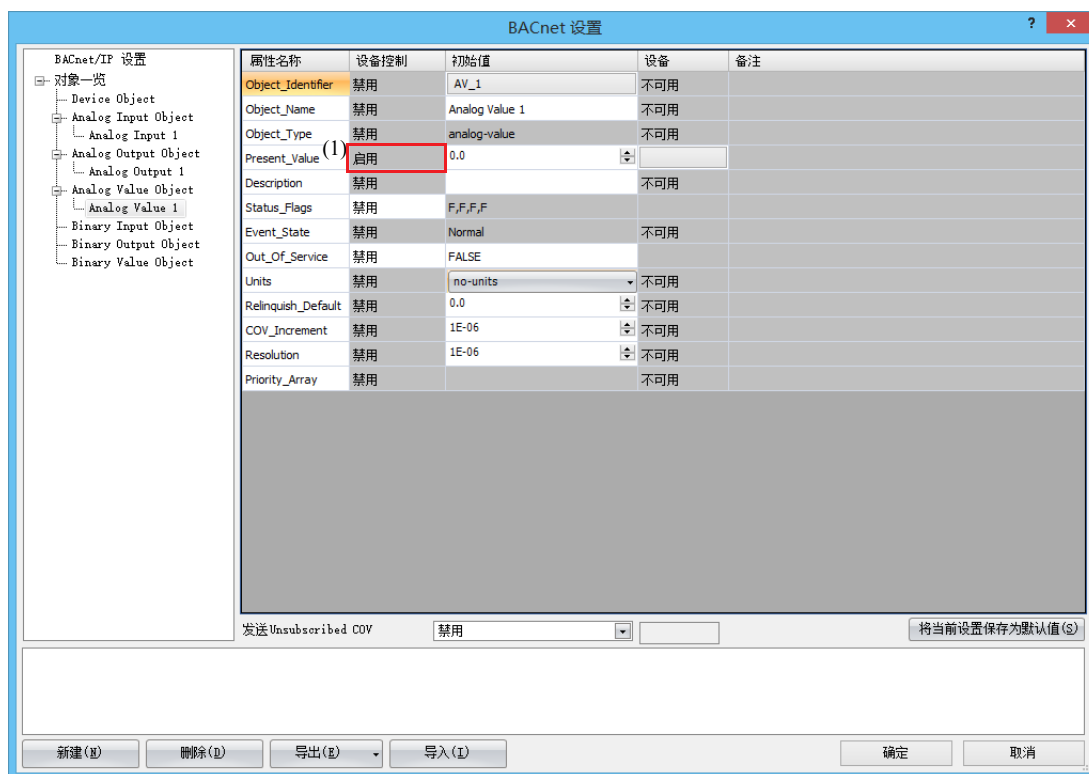 BACnet 设置
? ×
BACnet/IP 设置
对象一览
Device Object
Analog Input Object
Analog Input 1
Analog Output Object
Analog Output 1
Analog Value Object
Analog Value 1
Binary Input Object
Binary Output Object
Binary Value Object
属性名称 设备控制 初始值 设备 备注
Object_Identifier 禁用 AV_1 不可用
Object_Name 禁用 Analog Value 1 不可用
Object_Type 禁用 analog-value 不可用
Present_Value (1) 启用 0.0
Description 禁用 不可用
Status_Flags 禁用 F,F,F,F
Event_State 禁用 Normal 不可用
Out_Of_Service 禁用 FALSE
Units 禁用 no-units 不可用
Relinquish_Default 禁用 0.0 不可用
COV_Increment 禁用 1E-06 不可用
Resolution 禁用 1E-06 不可用
Priority_Array 禁用 不可用
发送Unsubscribed COV 禁用 将当前设置保存为默认值(S)
新建(N) 删除(D) 导出(E) 导入(I) 确定 取消